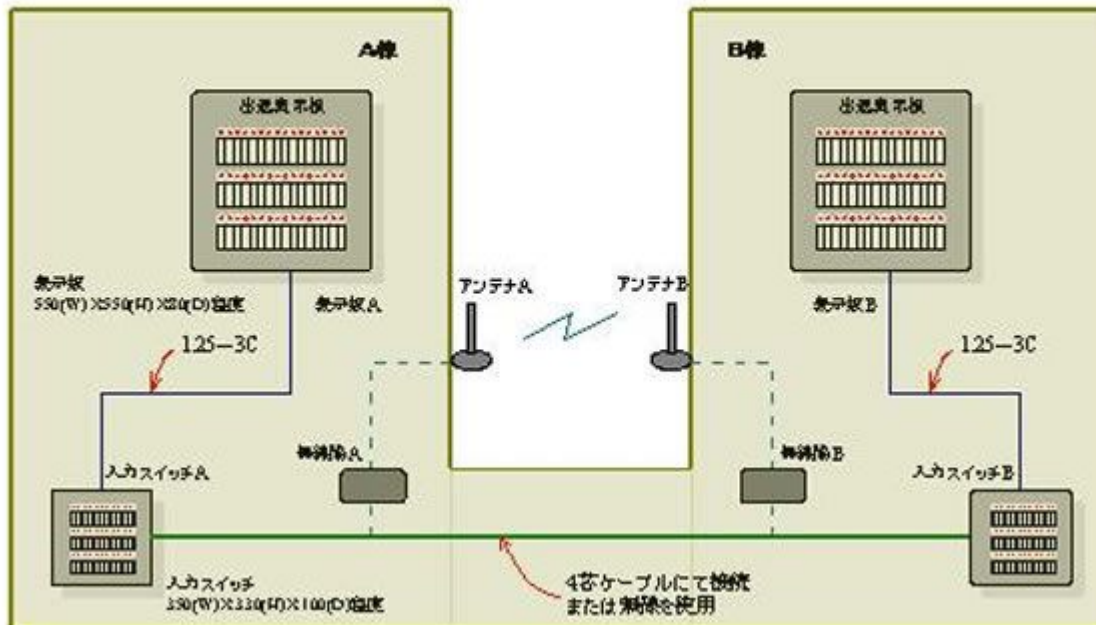 A棟
B棟
出退表示板
出退表示板
表示板
550(W)X550(H)X80(D)程度
表示板A
アンテナA
アンテナB
表示板B
1.25-3C
1.25-3C
無線機A
無線機B
入力スイッチA
入力スイッチB
入力スイッチ
350(W)X330(H)X100(D)程度
4芯ケーブルにて接続
または無線を使用